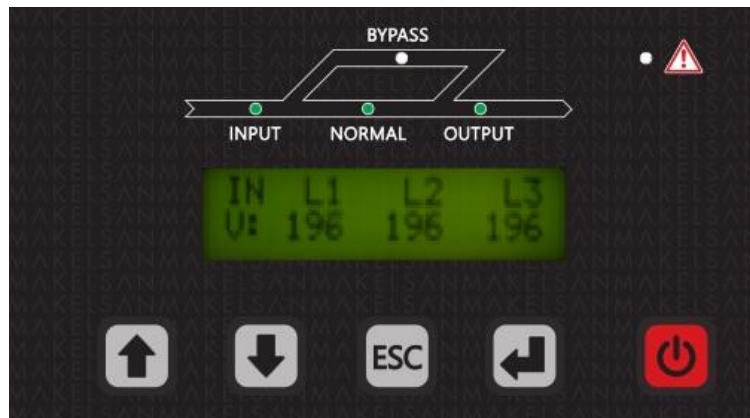 BYPASS
INPUT NORMAL OUTPUT
IN L1 L2 L3
V: 196 196 196
ESC